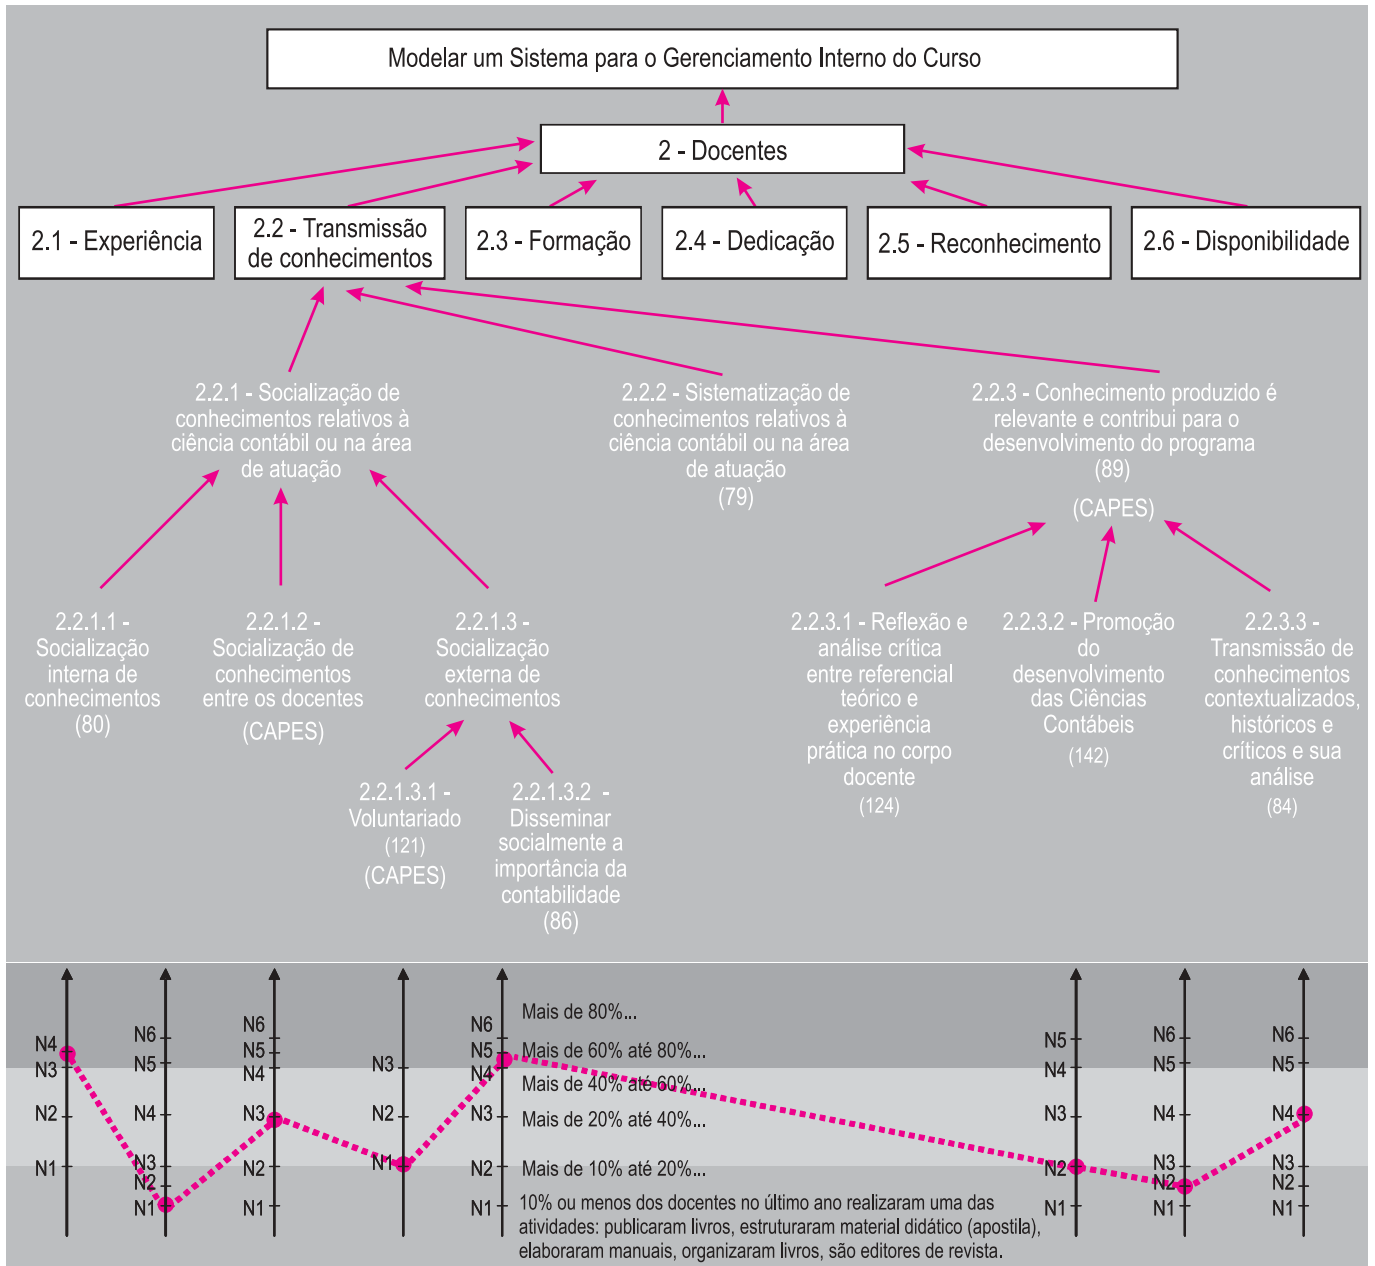 Modelar um Sistema para o Gerenciamento Interno do Curso
2 - Docentes
2.1 - Experiência
2.2 - Transmissão
de conhecimentos
2.3 - Formação
2.4 - Dedicação
2.5 - Reconhecimento
2.6 - Disponibilidade
2.2.1 - Socialização de
conhecimentos relativos à
ciência contábil ou na área
de atuação
2.2.2 - Sistematização de
conhecimentos relativos à
ciência contábil ou na área
de atuação
(79)
2.2.3 - Conhecimento produzido é
relevante e contribui para o
desenvolvimento do programa
(89)
(CAPES)
2.2.1.1 -
Socialização
interna de
conhecimentos
(80)
2.2.1.2 -
Socialização de
conhecimentos
entre os docentes
(CAPES)
2.2.1.3 -
Socialização
externa de
conhecimentos
2.2.3.1 - Reflexão e
análise crítica
entre referencial
teórico e
experiência
prática no corpo
docente
(124)
2.2.3.2 - Promoção
do
desenvolvimento
das Ciências
Contábeis
(142)
2.2.3.3 -
Transmissão de
conhecimentos
contextualizados,
históricos e
críticos e sua
análise
(84)
2.2.1.3.1 -
Voluntariado
(121)
(CAPES)
2.2.1.3.2 -
Disseminar
socialmente a
importância da
contabilidade
(86)
N4
N3
N2
N1
N6
N5
N4
N3
N2
N1
N6
N5
N4
N3
N2
N1
N3
N2
N1
N6
N5
N4
N3
N2
N1
Mais de 80%...
Mais de 60% até 80%...
Mais de 40% até 60%...
Mais de 20% até 40%...
Mais de 10% até 20%...
10% ou menos dos docentes no último ano realizaram uma das
atividades: publicaram livros, estruturaram material didático (apostila),
elaboraram manuais, organizaram livros, são editores de revista.
N5
N4
N3
N2
N1
N6
N5
N4
N3
N2
N1
N6
N5
N4
N3
N2
N1